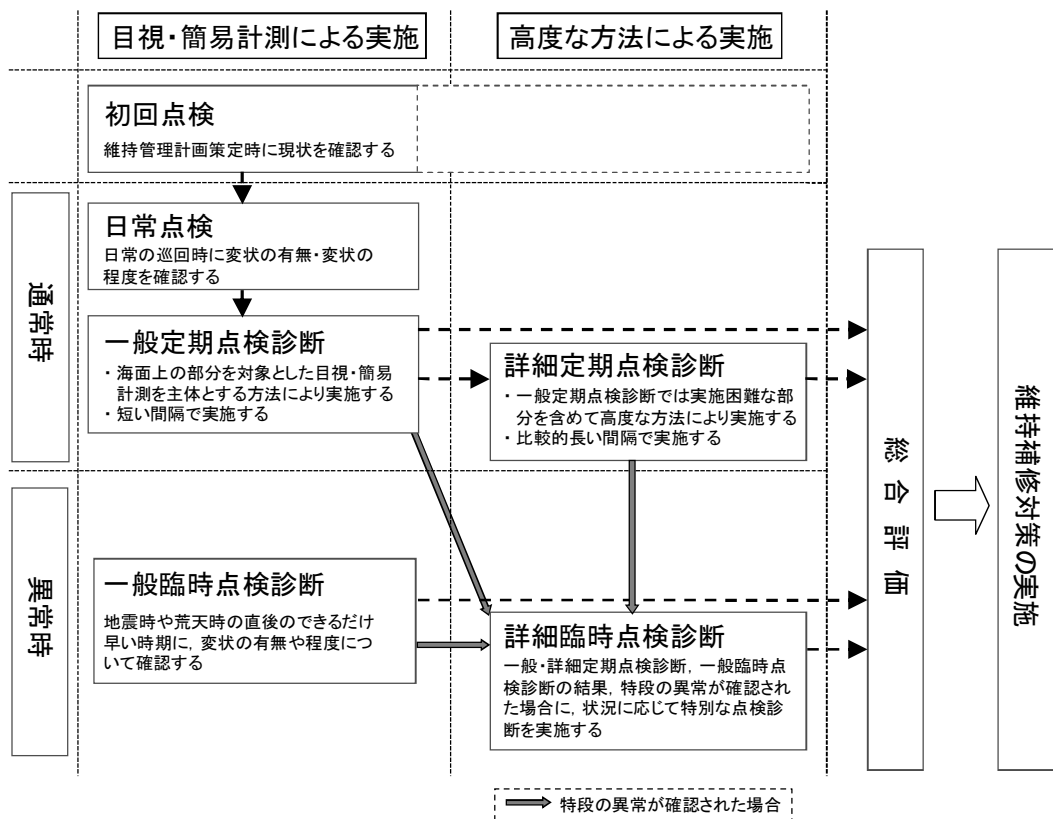 目視・簡易計測による実施
高度な方法による実施
初回点検
維持管理計画策定時に現状を確認する
通常時
日常点検
日常の巡回時に変状の有無・変状の
程度を確認する
一般定期点検診断
・海面上の部分を対象とした目視・簡易
計測を主体とする方法により実施する
・短い間隔で実施する
詳細定期点検診断
・一般定期点検診断では実施困難な部
分を含めて高度な方法により実施する
・比較的長い間隔で実施する
異常時
一般臨時点検診断
地震時や荒天時の直後のできるだけ
早い時期に，変状の有無や程度につ
いて確認する
詳細臨時点検診断
一般・詳細定期点検診断，一般臨時点
検診断の結果，特段の異常が確認され
た場合に，状況に応じて特別な点検診
断を実施する
総合評価
維持補修対策の実施
特段の異常が確認された場合